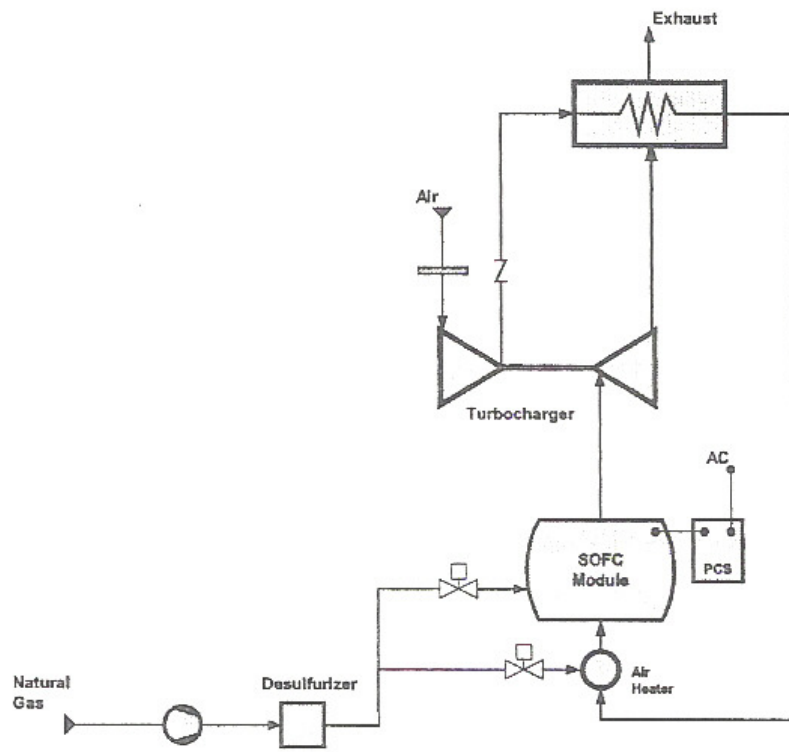 Exhaust
Air
Turbocharger
AC
SOFC
Module
PCS
Air
Heater
Desulfurizer
Natural
Gas